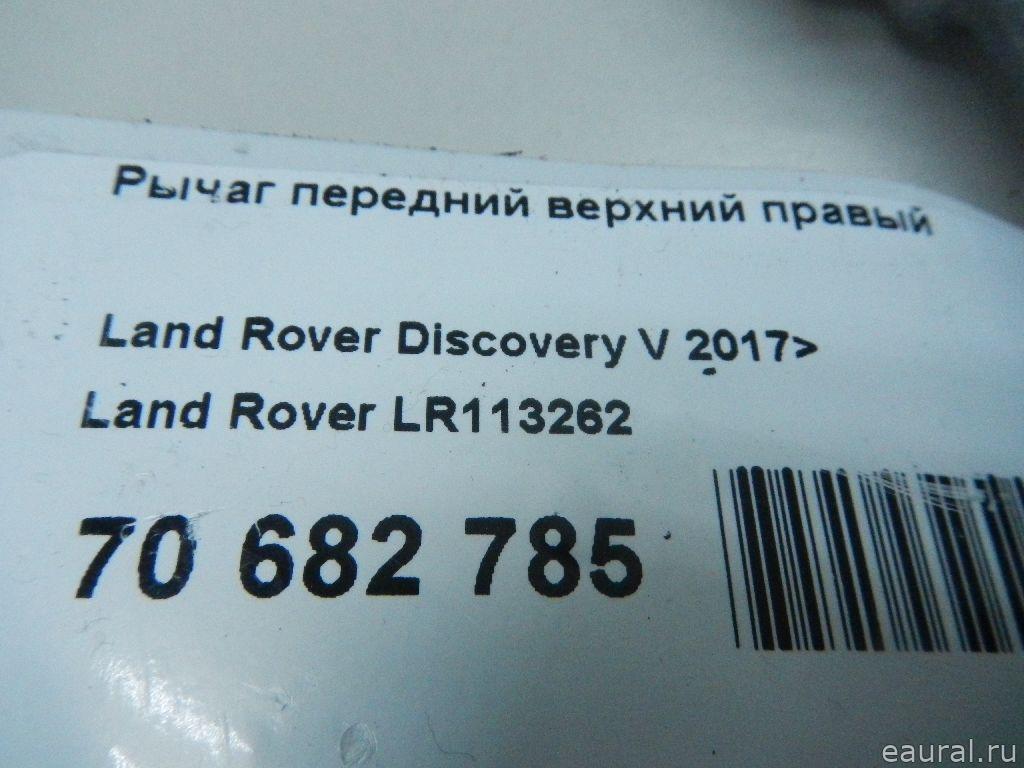 Рычаг передний верхний правый
Land Rover Discovery V 2017>
Land Rover LR113262
70 682 785
eaural.ru